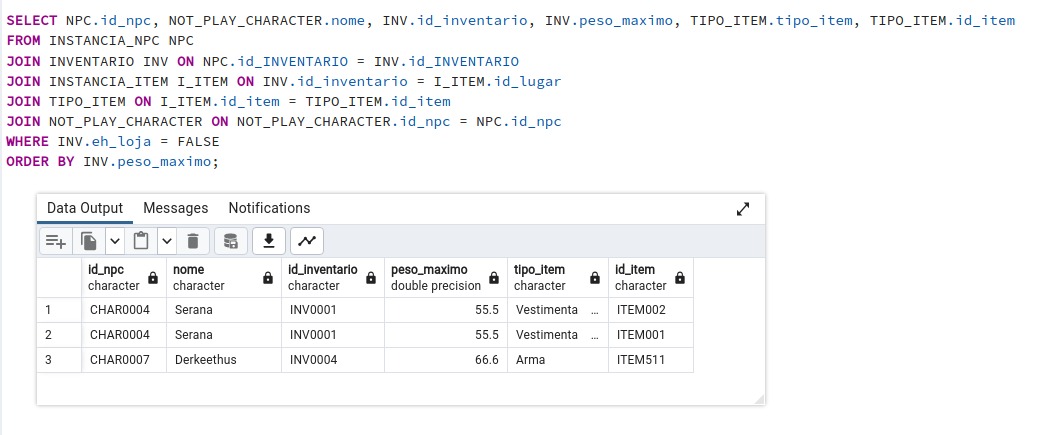 SELECT NPC.id_npc, NOT_PLAY_CHARACTER.nome, INV.id_inventario, INV.peso_maximo, TIPO_ITEM.tipo_item, TIPO_ITEM.id_item
FROM INSTANCIA_NPC NPC
JOIN INVENTARIO INV ON NPC.id_INVENTARIO = INV.id_INVENTARIO
JOIN INSTANCIA_ITEM I_ITEM ON INV.id_inventario = I_ITEM.id_lugar
JOIN TIPO_ITEM ON I_ITEM.id_item = TIPO_ITEM.id_item
JOIN NOT_PLAY_CHARACTER ON NOT_PLAY_CHARACTER.id_npc = NPC.id_npc
WHERE INV.eh_loja = FALSE
ORDER BY INV.peso_maximo;
Data Output Messages Notifications
id_npc nome id_inventario peso_maximo tipo_item id_item
character character character double precision character character
1 CHAR0004 Serana INV0001 55.5 Vestimenta ... ITEM002
2 CHAR0004 Serana INV0001 55.5 Vestimenta ... ITEM001
3 CHAR0007 Derkeethus INV0004 66.6 Arma ITEM511